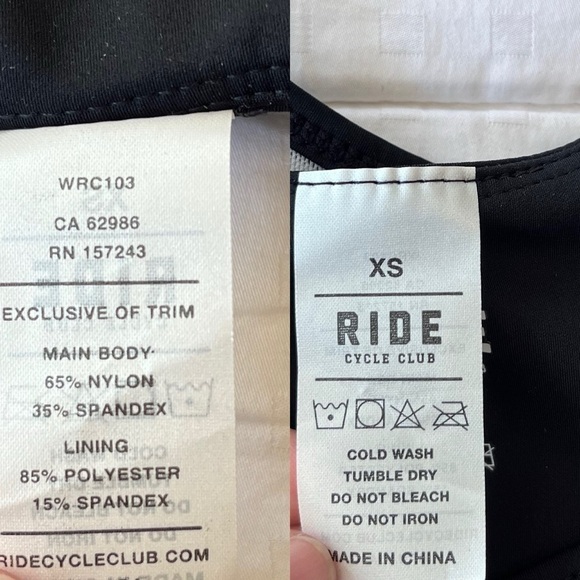 WRC103
CA 62986
RN 157243
EXCLUSIVE OF TRIM
MAIN BODY:
65% NYLON
35% SPANDEX
LINING
85% POLYESTER
15% SPANDEX
RIDECYCLECLUB.COM
XS
RIDE
CYCLE CLUB
COLD WASH
TUMBLE DRY
DO NOT BLEACH
DO NOT IRON
MADE IN CHINA